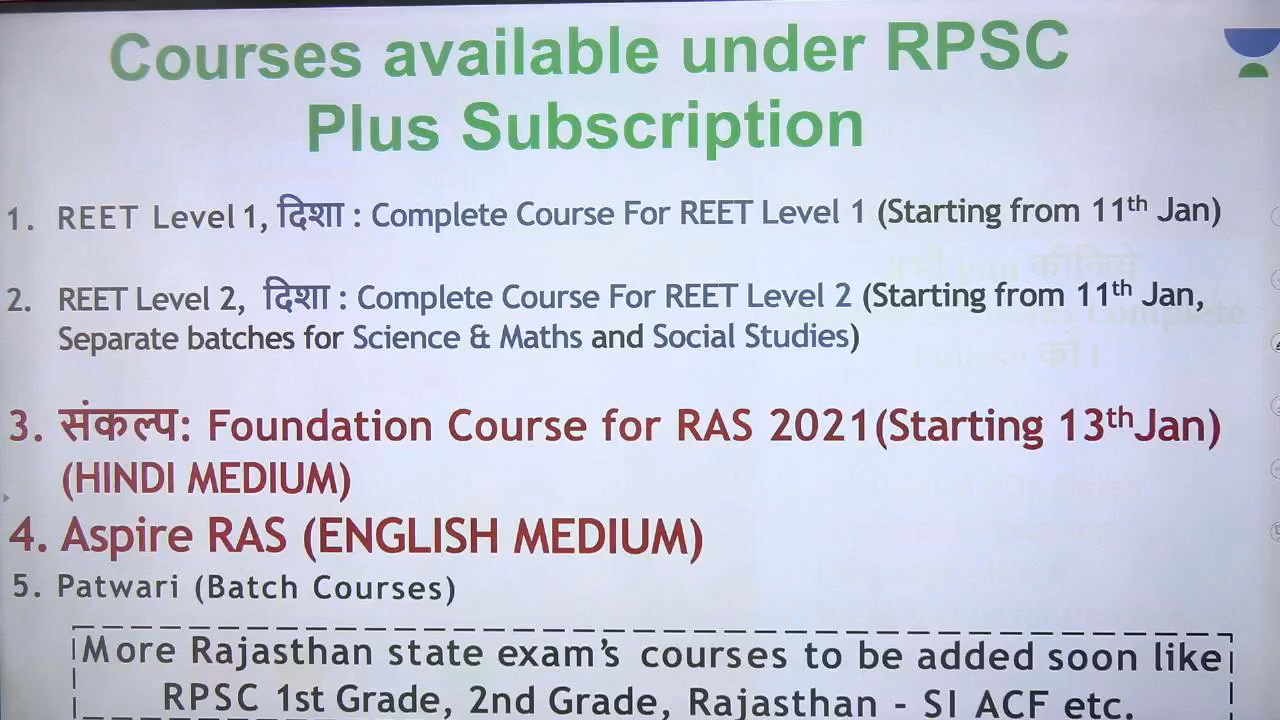 Courses available under RPSC
Plus Subscription
1. REET Level 1, दिशा : Complete Course For REET Level 1 (Starting from 11th Jan)
2. REET Level 2, दिशा : Complete Course For REET Level 2 (Starting from 11th Jan,
Separate batches for Science & Maths and Social Studies)
3. संकल्प: Foundation Course for RAS 2021(Starting 13thJan)
(HINDI MEDIUM)
4. Aspire RAS (ENGLISH MEDIUM)
5. Patwari (Batch Courses)
More Rajasthan state exam's courses to be added soon like
RPSC 1st Grade, 2nd Grade, Rajasthan - SI ACF etc.